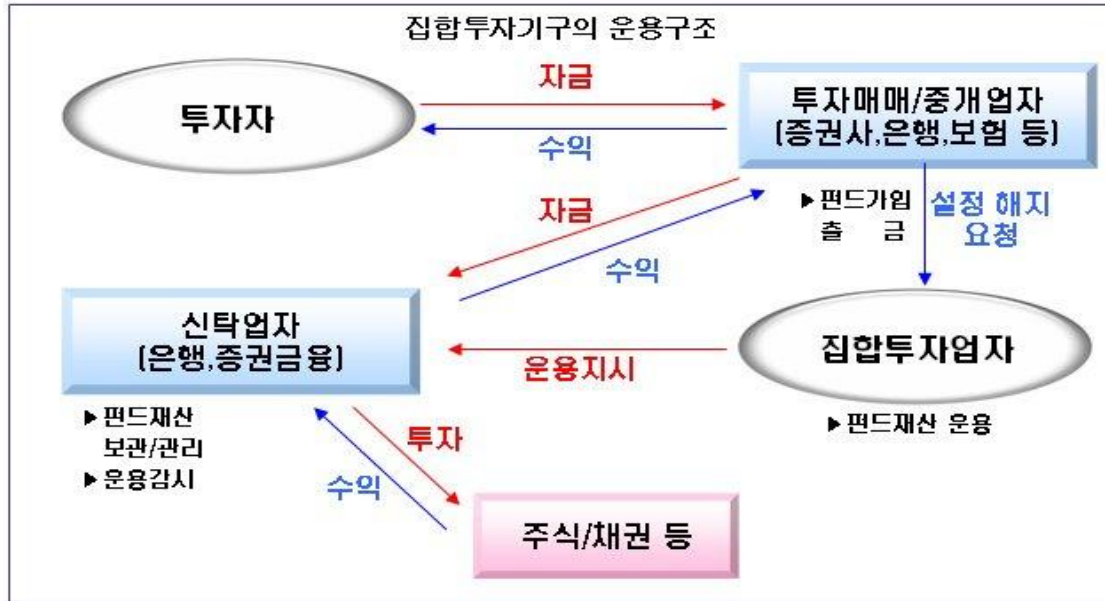 집합투자기구의 운용구조
투자자
자금
수익
투자매매/중개업자
(증권사,은행,보험 등)
▶펀드가입
출 금
설정 해지
요청
자금
수익
신탁업자
(은행,증권금융)
▶펀드재산
보관/관리
▶운용감시
운용지시
집합투자업자
▶펀드재산 운용
투자
수익
주식/채권 등